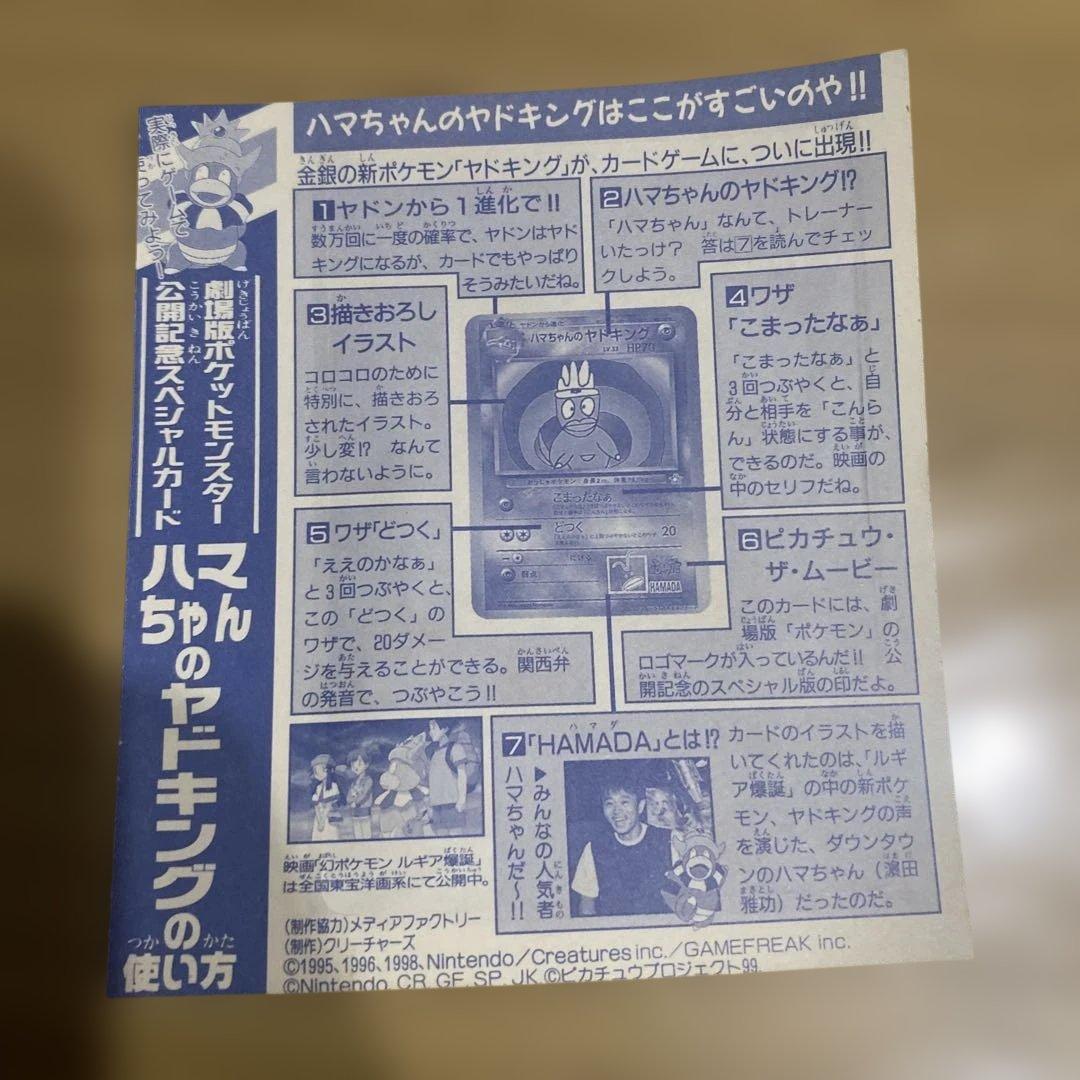 ハマちゃんのヤドキングはここがすごいのや!!
実際にゲームで
使ってみよう!
劇場版ポケットモンスター
公開記念スペシャルカード
ハマちゃんのヤドキングの使い方
金銀の新ポケモン「ヤドキング」が、カードゲームに、ついに出現!!
1 ヤドンから1進化で!!
数万回に一度の確率で、ヤドンはヤド
キングになるが、カードでもやっぱり
そうみたいだね。
2 ハマちゃんのヤドキング!?
「ハマちゃん」なんて、トレーナー
いたっけ? 答は7を読んでチェッ
クしよう。
3 描きおろし
イラスト
コロコロのために
特別に、描きおろ
されたイラスト。
少し変!? なんて
言わないように。
4 ワザ
「こまったなぁ」
「こまったなぁ」と
3回つぶやくと、自
分と相手を「こんら
ん」状態にする事が、
できるのだ。映画の
中のセリフだね。
ヤドンから進化
ハマちゃんのヤドキング
HP70
こまったなぁ
どつく
20
にげる
弱点
HAMADA
5 ワザ「どつく」
「ええのかなぁ」
と3回つぶやくと、
この「どつく」の
ワザで、20ダメー
ジを与えることができる。関西弁
の発音で、つぶやこう!!
6 ピカチュウ・
ザ・ムービー
このカードには、劇
場版「ポケモン」の
ロゴマークが入っているんだ!! 公
開記念のスペシャル版の印だよ。
7 「HAMADA」とは!?
▶みんなの人気者
ハマちゃんだ〜!!
カードのイラストを描
いてくれたのは、「ルギ
ア爆誕」の中の新ポケ
モン、ヤドキングの声
を演じた、ダウンタウ
ンのハマちゃん(濱田
雅功)だったのだ。
映画「幻ポケモン ルギア爆誕」
は全国東宝洋画系にて公開中。
(制作協力)メディアファクトリー
(制作)クリーチャーズ
©1995、1996、1998、Nintendo/Creatures inc./GAMEFREAK inc.
©Nintendo, CR, GF, SP, JK ©ピカチュウプロジェクト99.